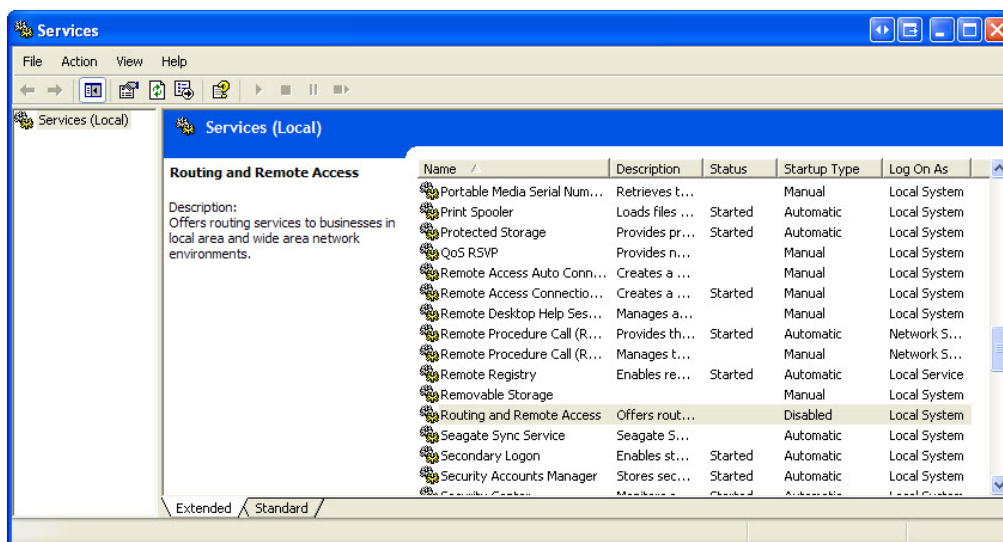 Services
File Action View Help
Services (Local)
Services (Local)
Routing and Remote Access
Description:
Offers routing services to businesses in
local area and wide area network
environments.
Name Description Status Startup Type Log On As
Portable Media Serial Num... Retrieves t... Manual Local System
Print Spooler Loads files ... Started Automatic Local System
Protected Storage Provides pr... Started Automatic Local System
QoS RSVP Provides n... Manual Local System
Remote Access Auto Conn... Creates a ... Manual Local System
Remote Access Connectio... Creates a ... Started Manual Local System
Remote Desktop Help Ses... Manages a... Manual Local System
Remote Procedure Call (R... Provides th... Started Automatic Network S...
Remote Procedure Call (R... Manages t... Manual Network S...
Remote Registry Enables re... Started Automatic Local Service
Removable Storage Manual Local System
Routing and Remote Access Offers rout... Disabled Local System
Seagate Sync Service Seagate S... Automatic Local System
Secondary Logon Enables st... Started Automatic Local System
Security Accounts Manager Stores sec... Started Automatic Local System
Extended Standard